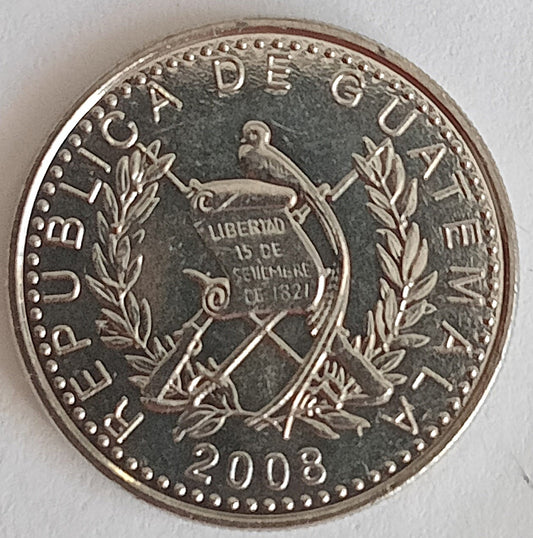 REPUBLICA DE GUATEMALA
LIBERTAD
15 DE
SETIEMBRE
DE 1821
2008